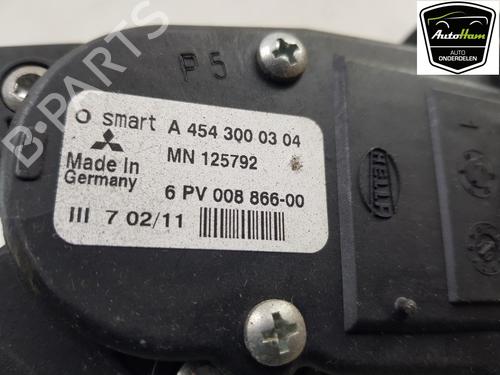 AutoHam
AUTO
ONDERDELEN
B-PARTS
P5
smart A 454 300 03 04
MN 125792
Made In
Germany
6 PV 008 866-00
III 7 02/11
HELLA